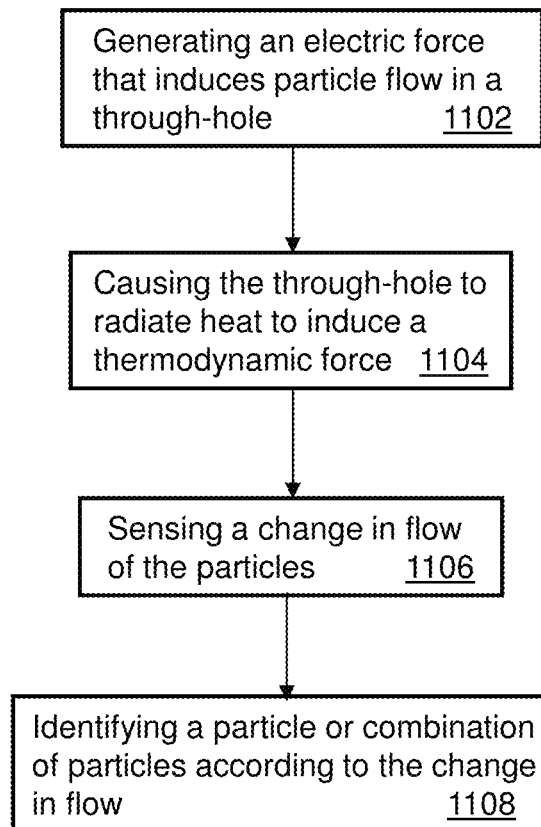 Generating an electric force
that induces particle flow in a
through-hole 1102
Causing the through-hole to
radiate heat to induce a
thermodynamic force 1104
Sensing a change in flow
of the particles 1106
Identifying a particle or combination
of particles according to the change
in flow 1108